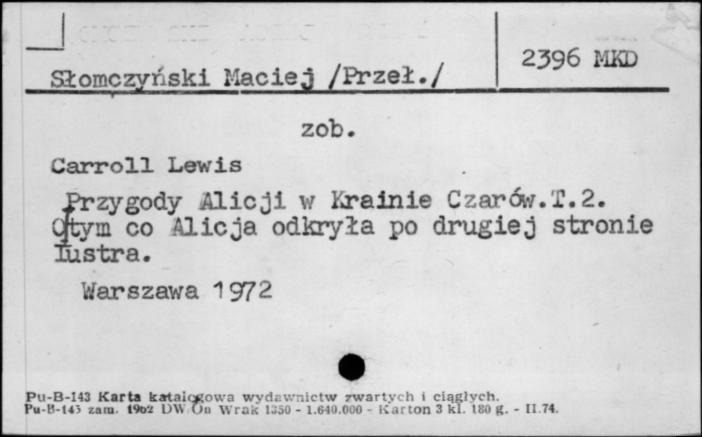 Słomczyński Maciej /Przeł./
2396 MKD
zob.
Carroll Lewis
Przygody Alicji w Krainie Czarów.T.2.
O tym co Alicja odkryła po drugiej stronie
lustra.
Warszawa 1972
Pu-B-143 Karta katalogowa wydawnictw zwartych i ciągłych.
Pu-B-143 zam. 1962 DW On Wrak 1350 - 1.640.000 - Karton 3 kl. 180 g. - II.74.